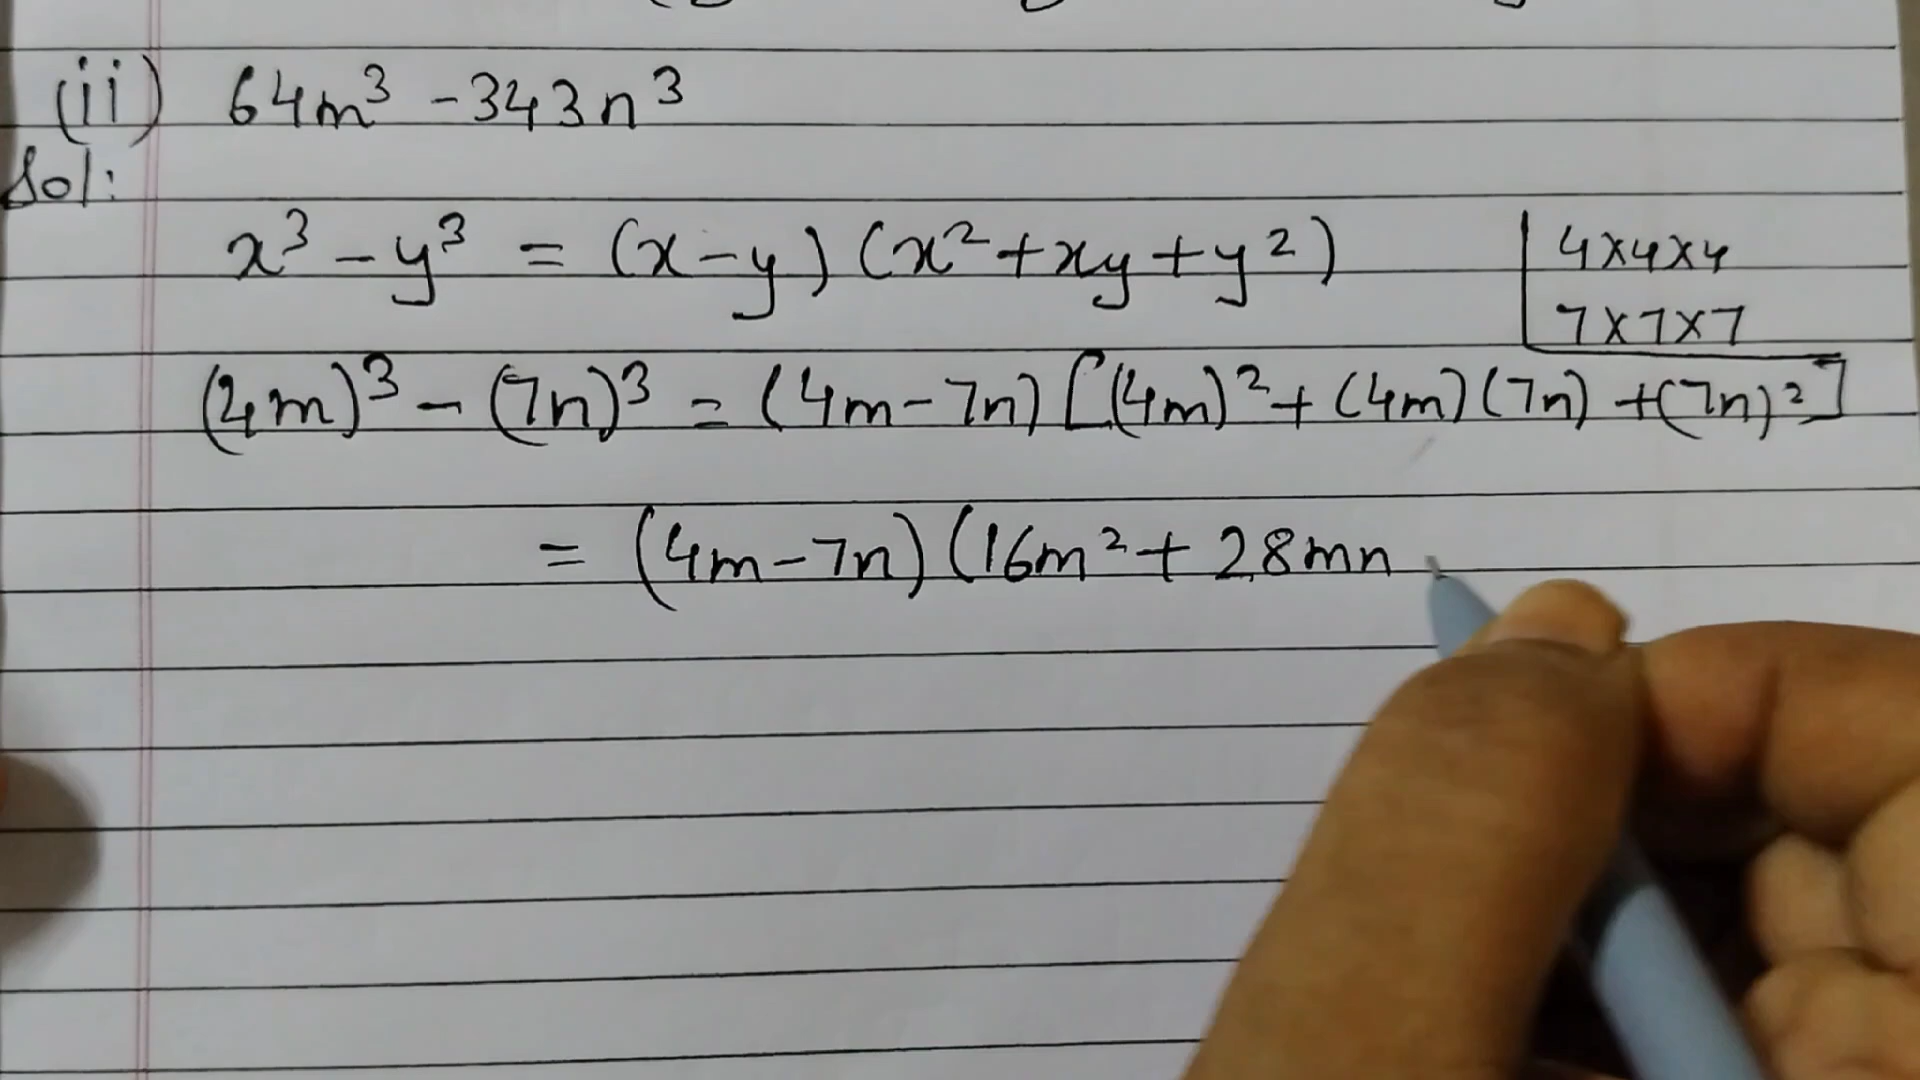 (ii) 64m³ - 343n³
Sol:
x³ - y³ = (x - y) (x² + xy + y²)
4 x 4 x 4
7 x 7 x 7
(4m)³ - (7n)³ = (4m - 7n) [(4m)² + (4m) (7n) + (7n)²]
= (4m - 7n) (16m² + 28mn